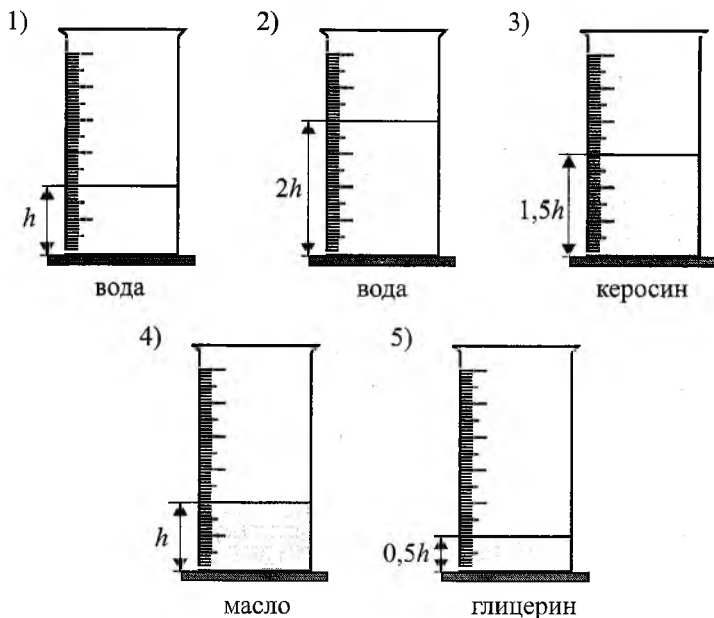 1) 2) 3)
h 2h 1,5h
вода вода керосин
4) 5)
h 0,5h
масло глицерин